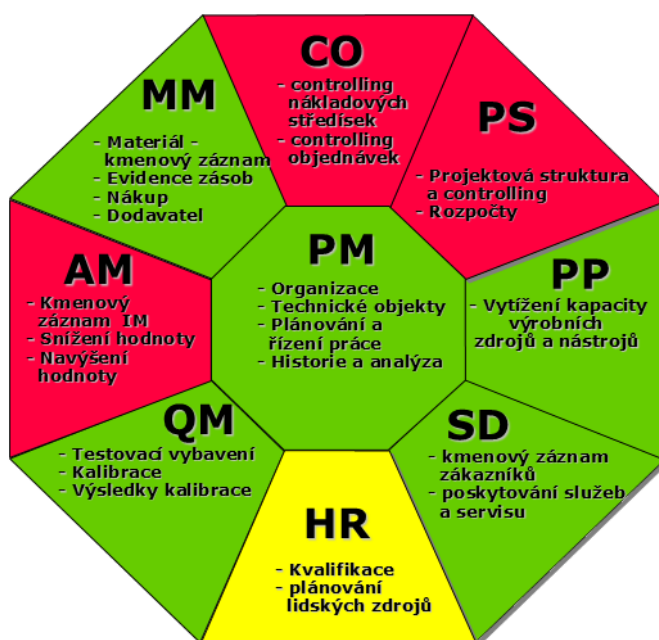 CO
- controlling
nákladových
středísek
- controlling
objednávek
MM
- Materiál -
kmenový záznam
- Evidence zásob
- Nákup
- Dodavatel
PS
- Projektová struktura
a controlling
- Rozpočty
PM
- Organizace
- Technické objekty
- Plánování a
řízení práce
- Historie a analýza
AM
- Kmenový
záznam IM
- Snížení hodnoty
- Navýšení
hodnoty
PP
- Vytížení kapacity
výrobních
zdrojů a nástrojů
QM
- Testovací vybavení
- Kalibrace
- Výsledky kalibrace
SD
- kmenový záznam
zákazníků
- poskytování služeb
a servisu
HR
- Kvalifikace
- plánování
lidských zdrojů